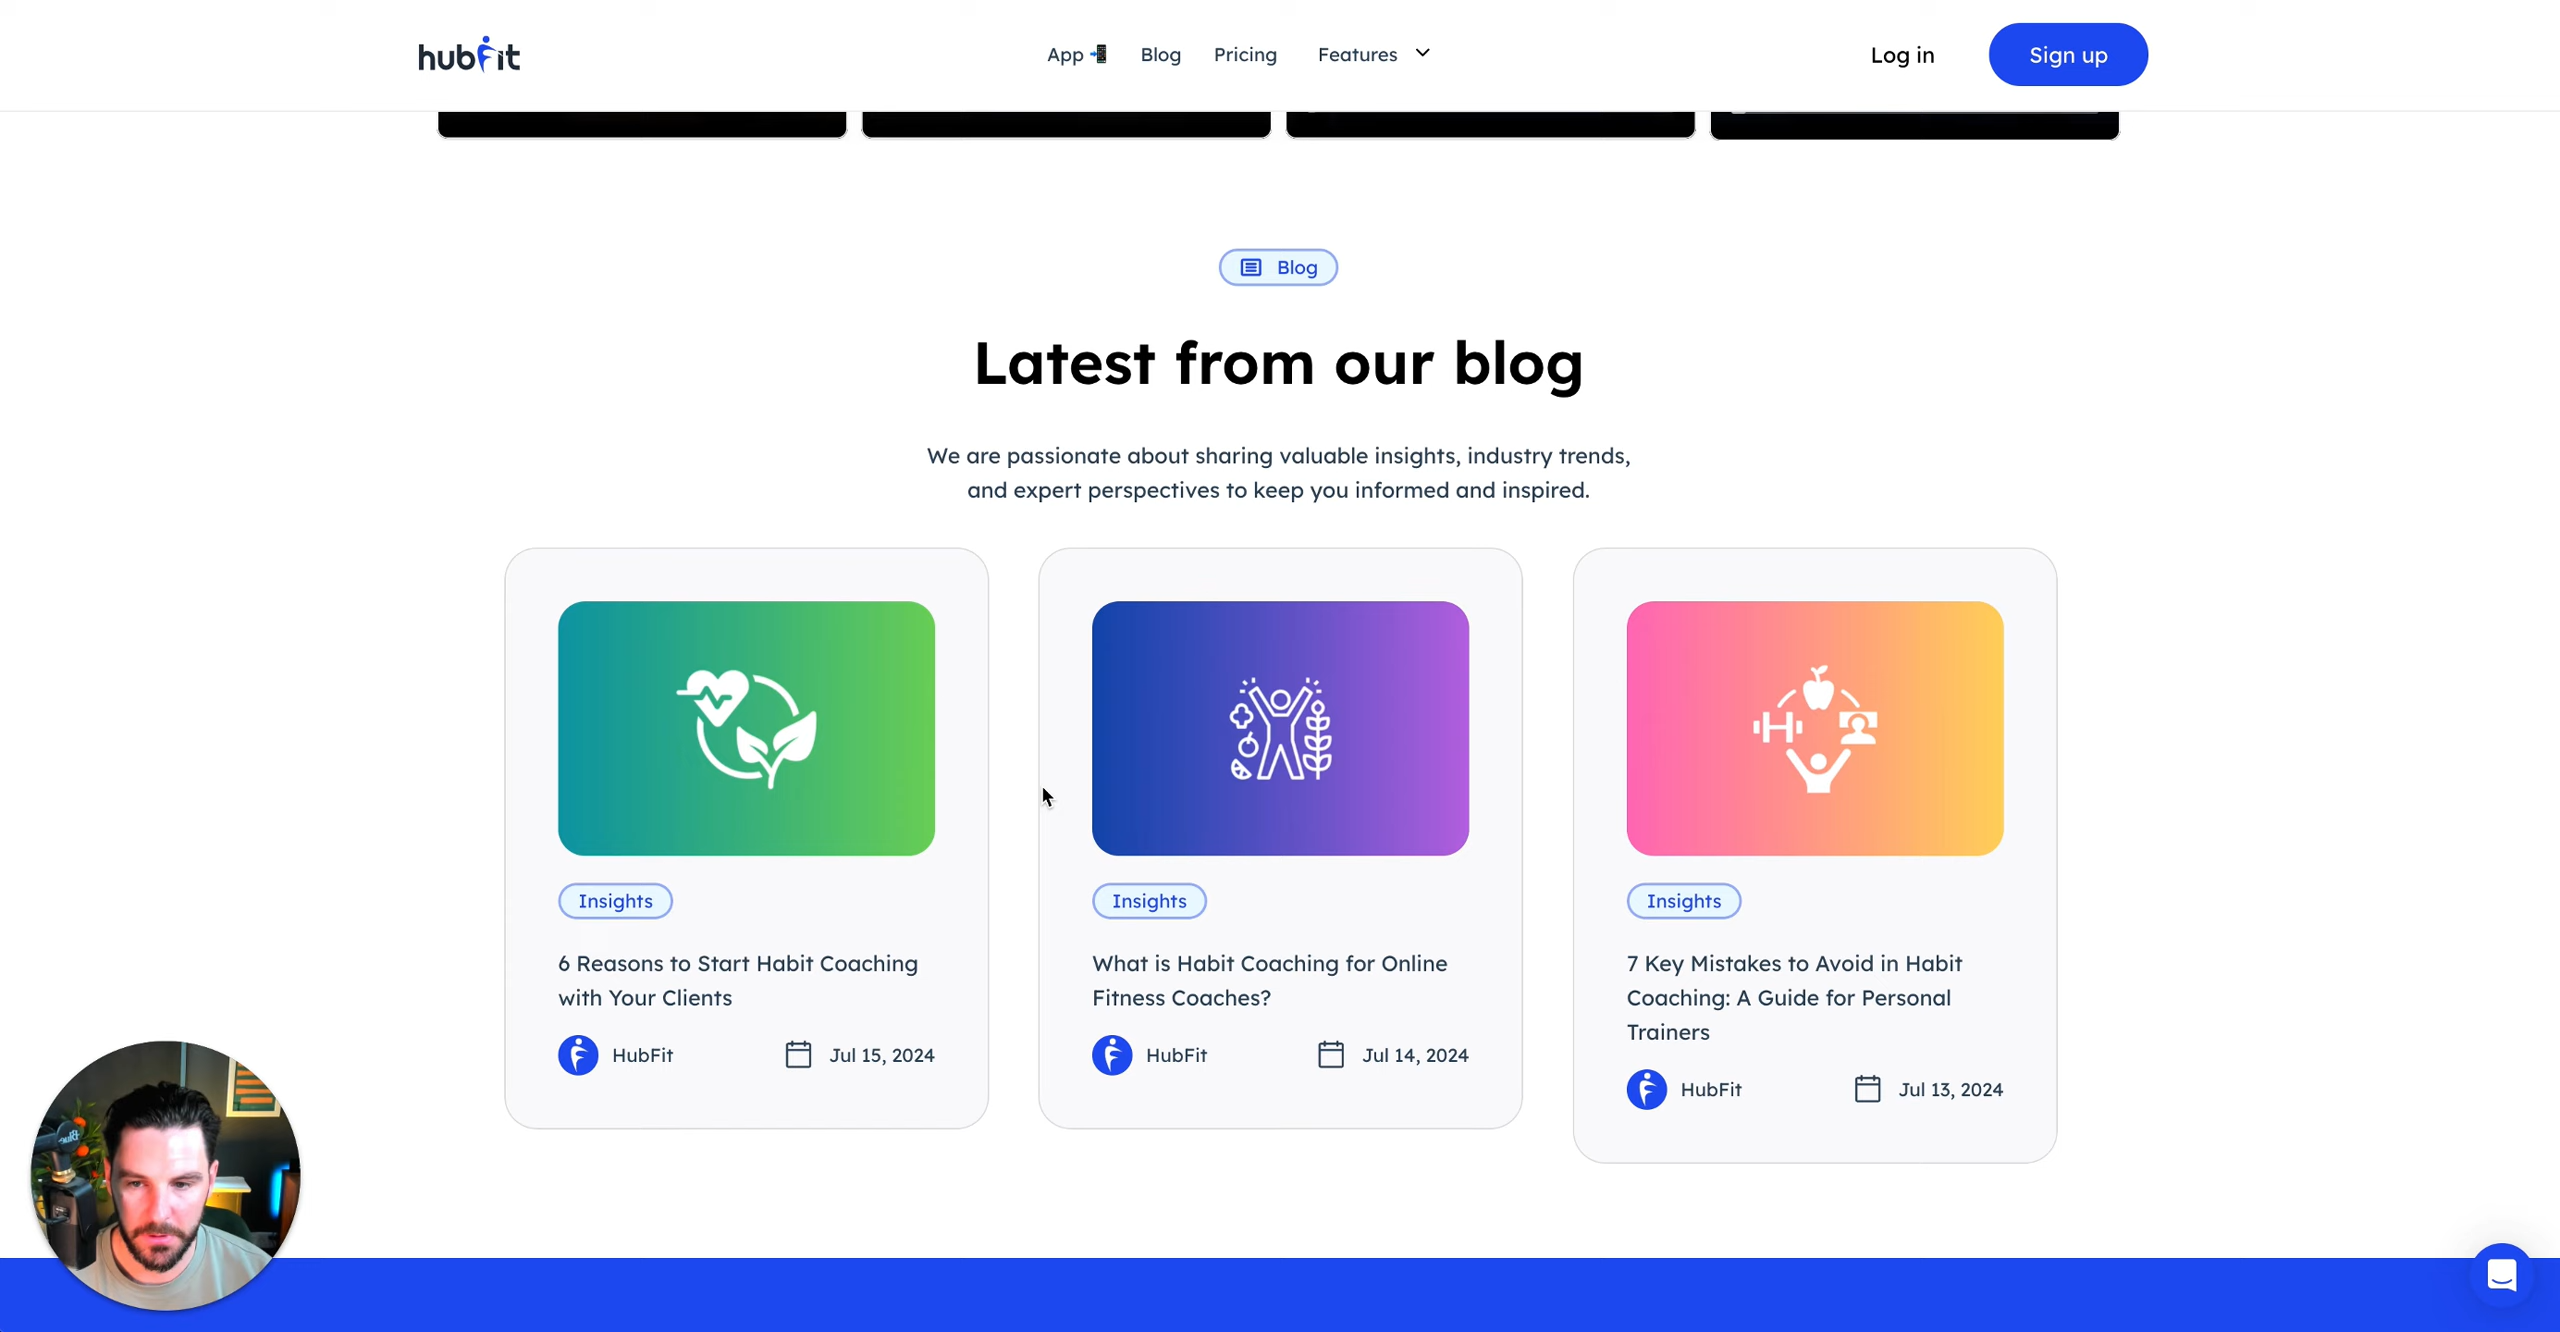 hubfit
App
Blog
Pricing
Features
Log in
Sign up
Blog
Latest from our blog
We are passionate about sharing valuable insights, industry trends,
and expert perspectives to keep you informed and inspired.
Insights
6 Reasons to Start Habit Coaching
with Your Clients
HubFit
Jul 15, 2024
Insights
What is Habit Coaching for Online
Fitness Coaches?
HubFit
Jul 14, 2024
Insights
7 Key Mistakes to Avoid in Habit
Coaching: A Guide for Personal
Trainers
HubFit
Jul 13, 2024